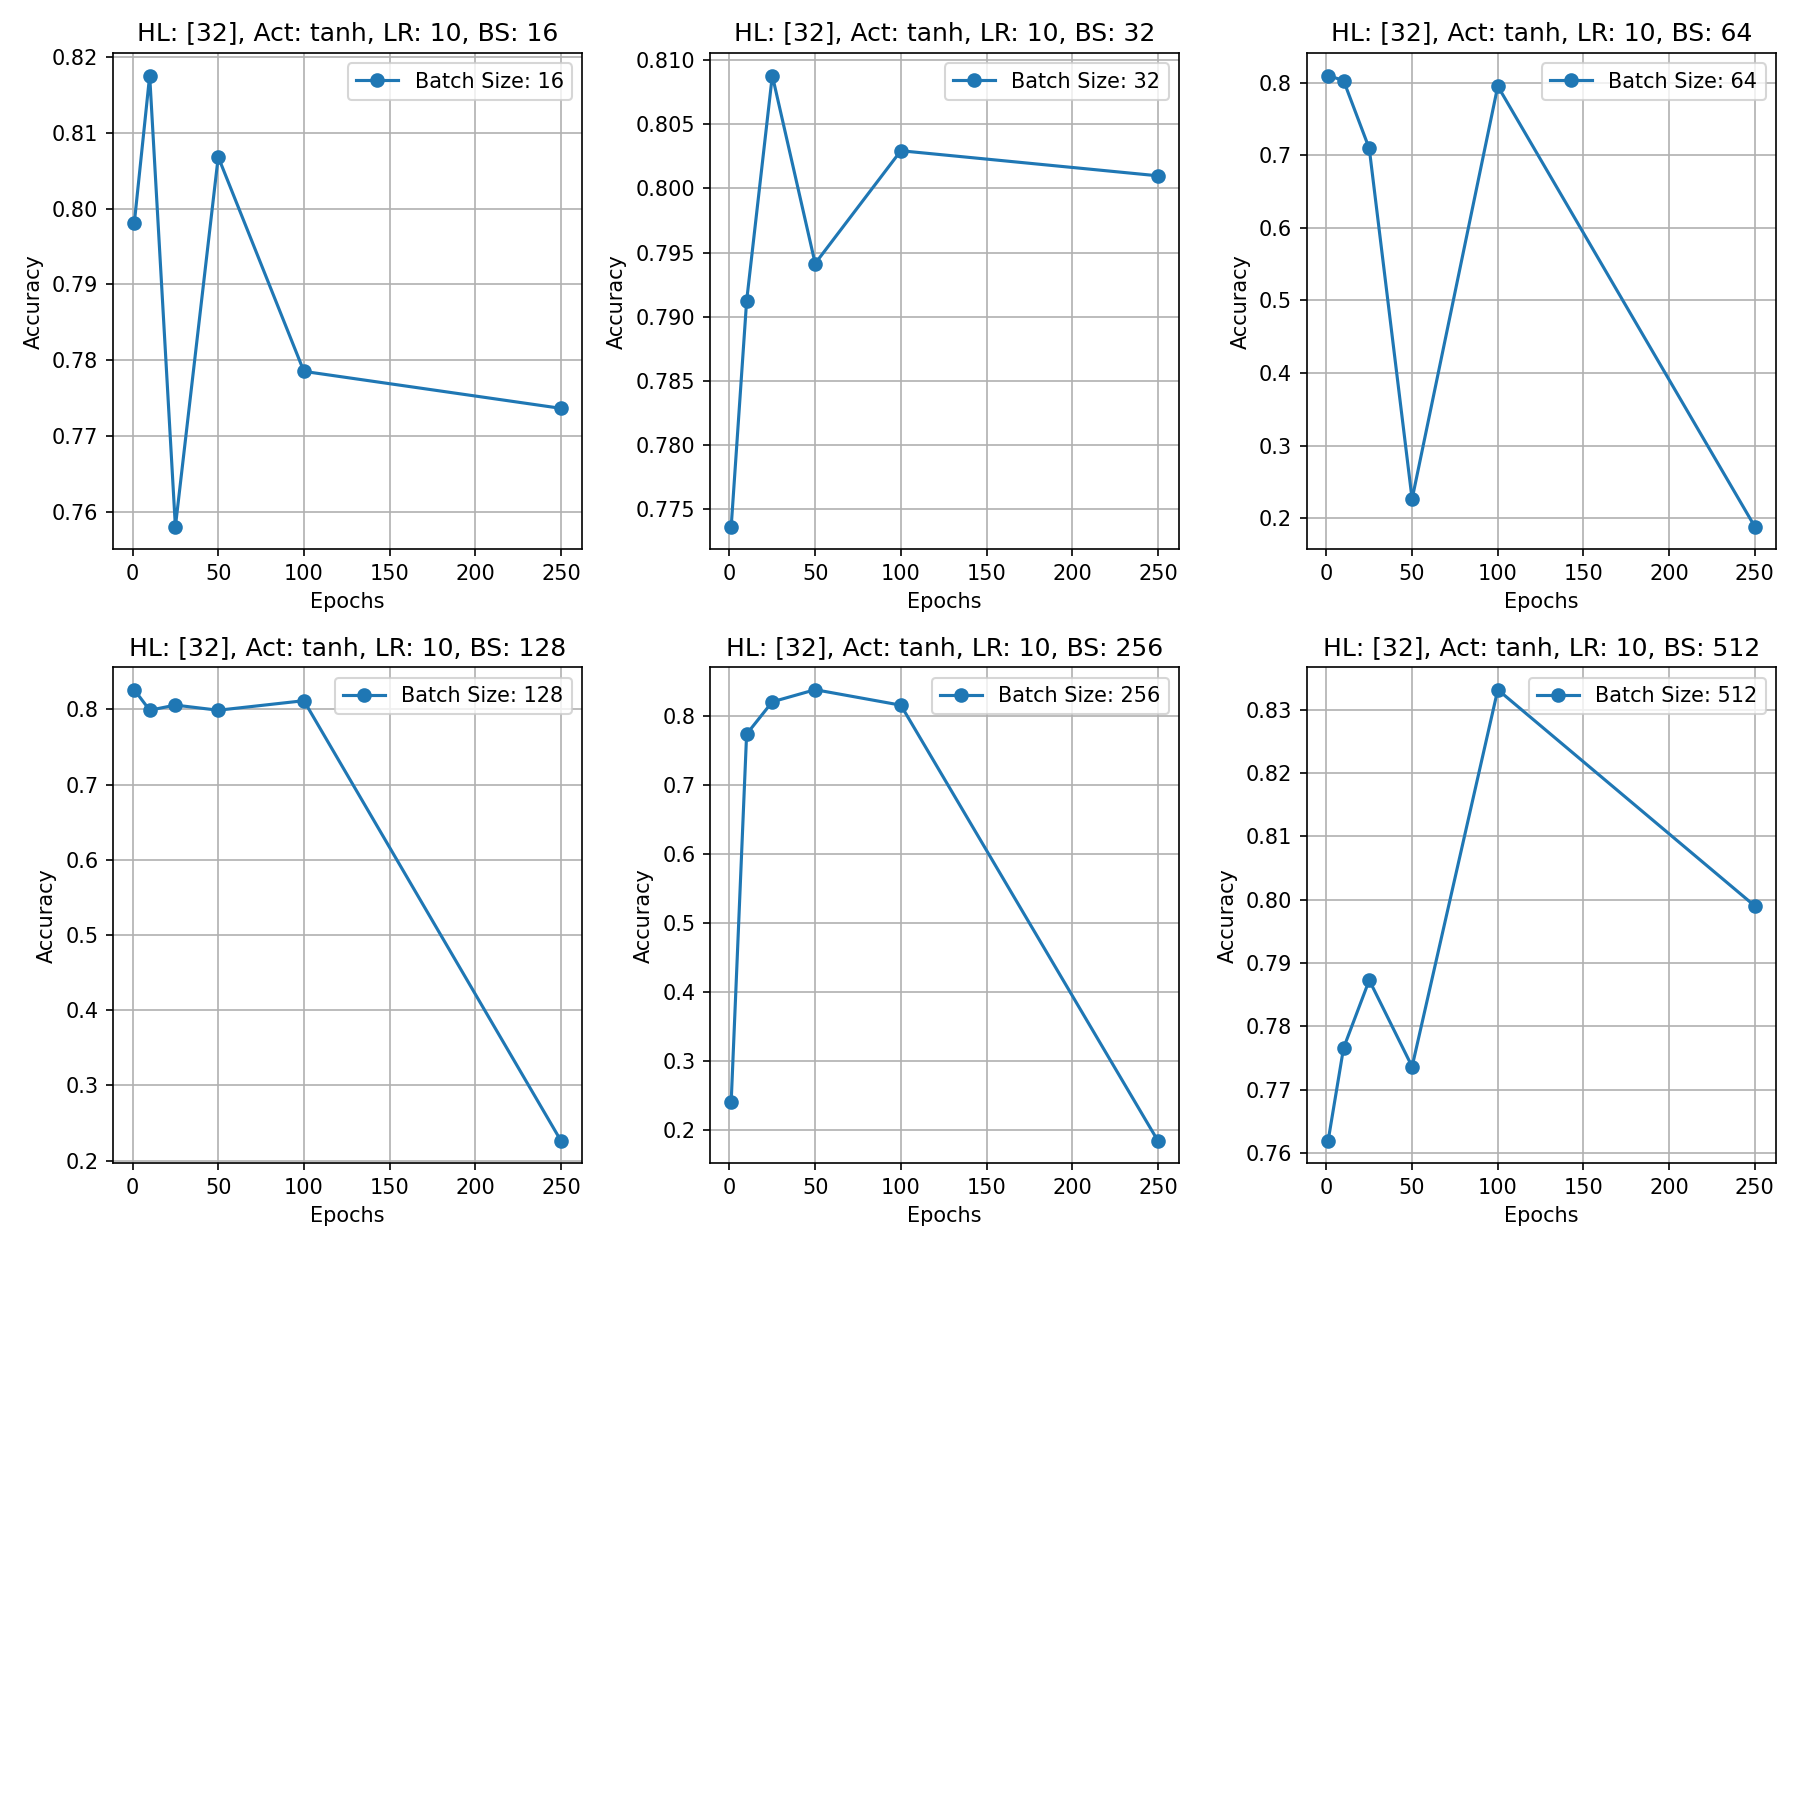 HL: [32], Act: tanh, LR: 10, BS: 16
Batch Size: 16
Accuracy
0.82
0.81
0.80
0.79
0.78
0.77
0.76
0 50 100 150 200 250
Epochs
HL: [32], Act: tanh, LR: 10, BS: 32
Batch Size: 32
Accuracy
0.810
0.805
0.800
0.795
0.790
0.785
0.780
0.775
0 50 100 150 200 250
Epochs
HL: [32], Act: tanh, LR: 10, BS: 64
Batch Size: 64
Accuracy
0.8
0.7
0.6
0.5
0.4
0.3
0.2
0 50 100 150 200 250
Epochs
HL: [32], Act: tanh, LR: 10, BS: 128
Batch Size: 128
Accuracy
0.8
0.7
0.6
0.5
0.4
0.3
0.2
0 50 100 150 200 250
Epochs
HL: [32], Act: tanh, LR: 10, BS: 256
Batch Size: 256
Accuracy
0.8
0.7
0.6
0.5
0.4
0.3
0.2
0 50 100 150 200 250
Epochs
HL: [32], Act: tanh, LR: 10, BS: 512
Batch Size: 512
Accuracy
0.83
0.82
0.81
0.80
0.79
0.78
0.77
0.76
0 50 100 150 200 250
Epochs